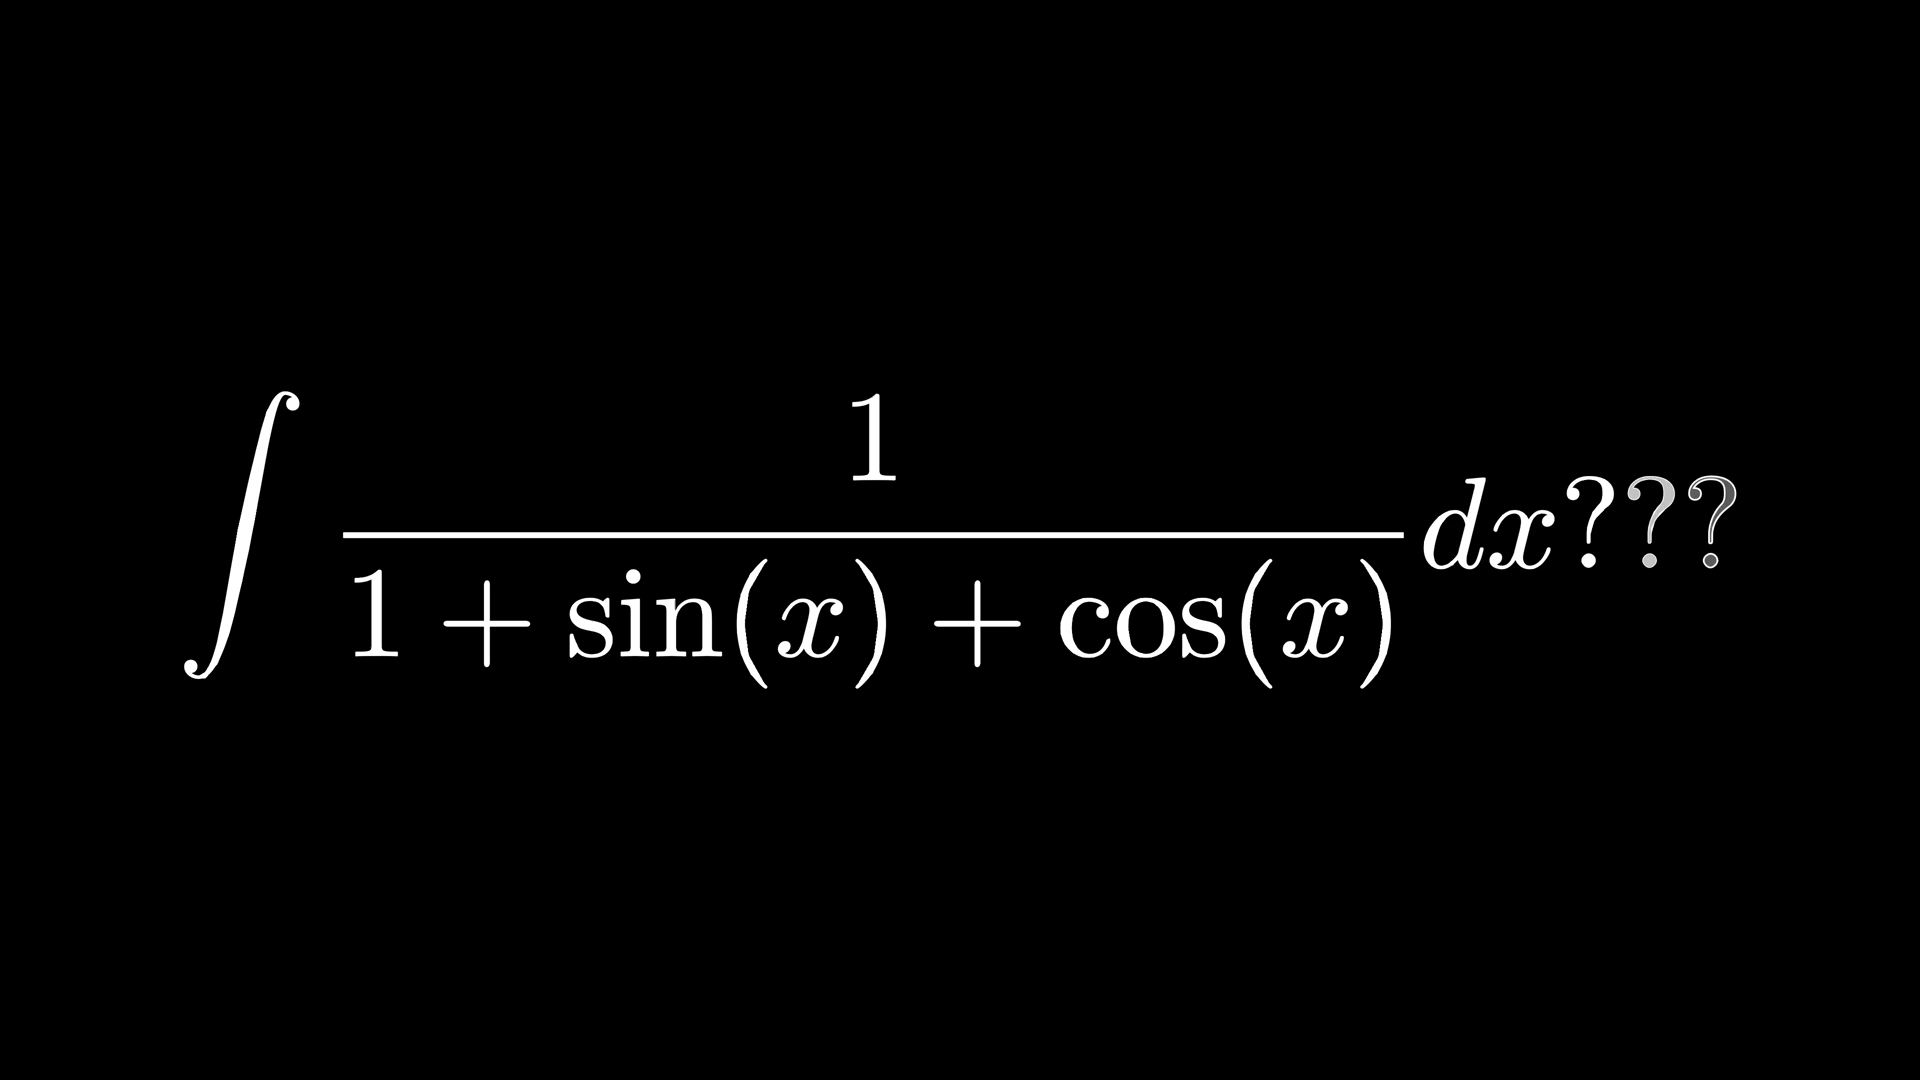 ∫ 1/(1 + sin(x) + cos(x)) dx???